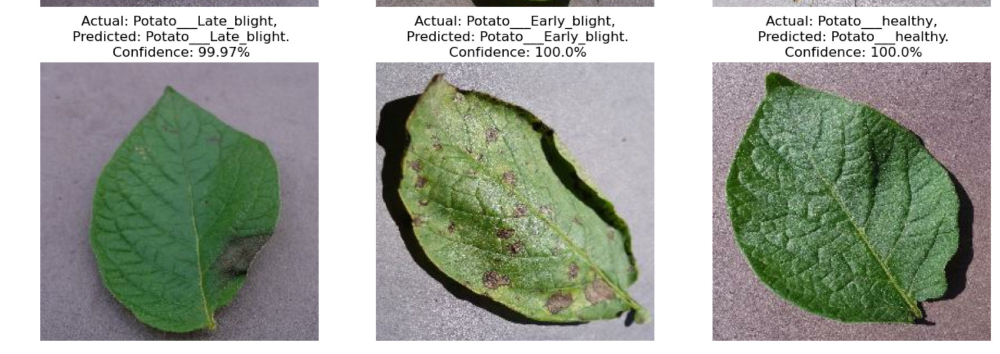 Actual: Potato___Late_blight,
Predicted: Potato___Late_blight.
Confidence: 99.97%
Actual: Potato___Early_blight,
Predicted: Potato___Early_blight.
Confidence: 100.0%
Actual: Potato___healthy,
Predicted: Potato___healthy.
Confidence: 100.0%